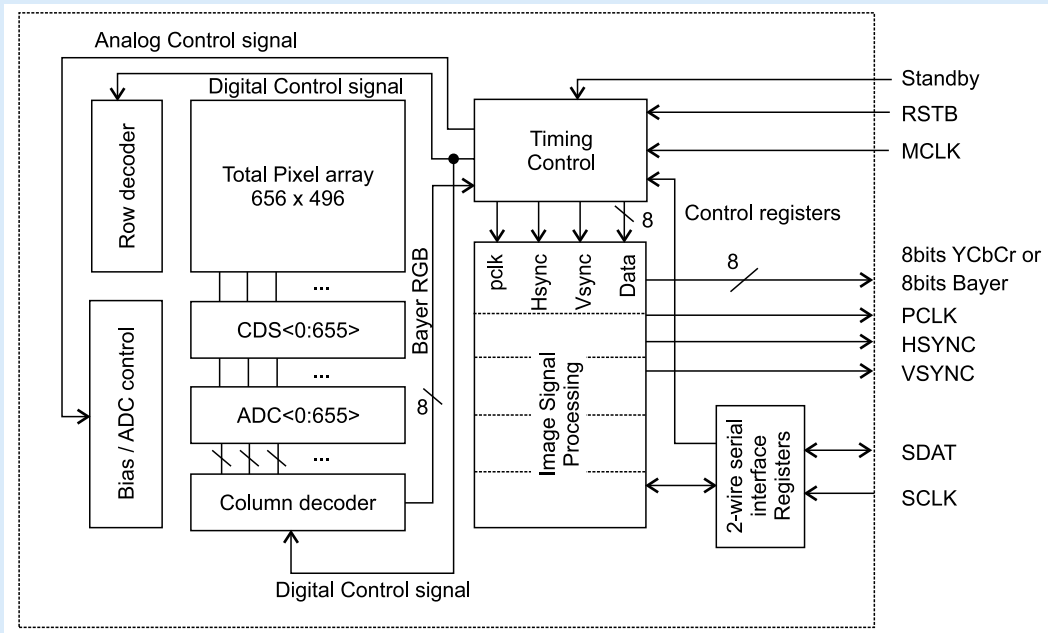 Analog Control signal
Digital Control signal
Standby
RSTB
MCLK
Row decoder
Total Pixel array
656 x 496
Timing
Control
8
Control registers
pclk
Hsync
Vsync
Data
Bayer RGB
8
8
8bits YCbCr or
8bits Bayer
PCLK
HSYNC
VSYNC
...
CDS<0:655>
...
ADC<0:655>
...
Column decoder
Bias / ADC control
Image Signal
Processing
2-wire serial
interface
Registers
SDAT
SCLK
Digital Control signal